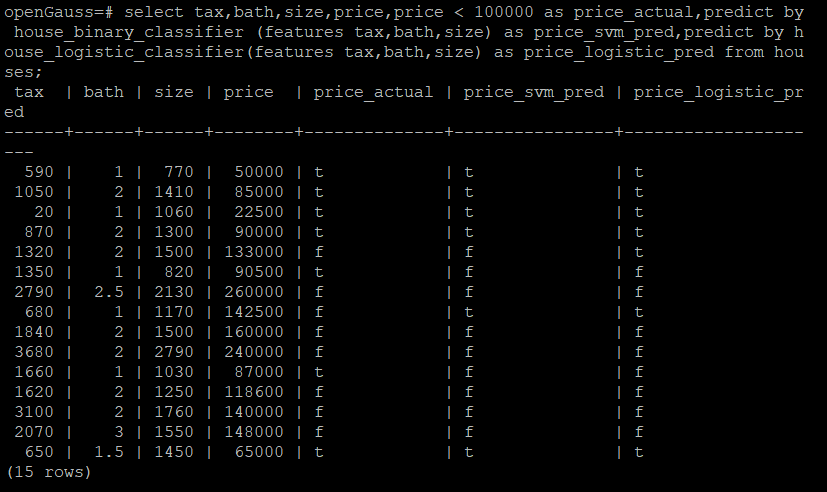 openGauss=# select tax,bath,size,price,price < 100000 as price_actual,predict by
 house_binary_classifier (features tax,bath,size) as price_svm_pred,predict by h
ouse_logistic_classifier(features tax,bath,size) as price_logistic_pred from hou
ses;
 tax  | bath | size | price  | price_actual | price_svm_pred | price_logistic_pr
ed
------+------+------+--------+--------------+----------------+------------------
---
  590 |    1 |  770 |  50000 | t            | t              | t
 1050 |    2 | 1410 |  85000 | t            | t              | t
   20 |    1 | 1060 |  22500 | t            | t              | t
  870 |    2 | 1300 |  90000 | t            | t              | t
 1320 |    2 | 1500 | 133000 | f            | f              | f
 1350 |    1 |  820 |  90500 | t            | f              | f
 2790 |  2.5 | 2130 | 260000 | f            | f              | f
  680 |    1 | 1170 | 142500 | f            | t              | t
 1840 |    2 | 1500 | 160000 | f            | f              | f
 3680 |    2 | 2790 | 240000 | f            | f              | f
 1660 |    1 | 1030 |  87000 | t            | f              | f
 1620 |    2 | 1250 | 118600 | f            | f              | f
 3100 |    2 | 1760 | 140000 | f            | f              | f
 2070 |    3 | 1550 | 148000 | f            | f              | f
  650 |  1.5 | 1450 |  65000 | t            | t              | t
(15 rows)